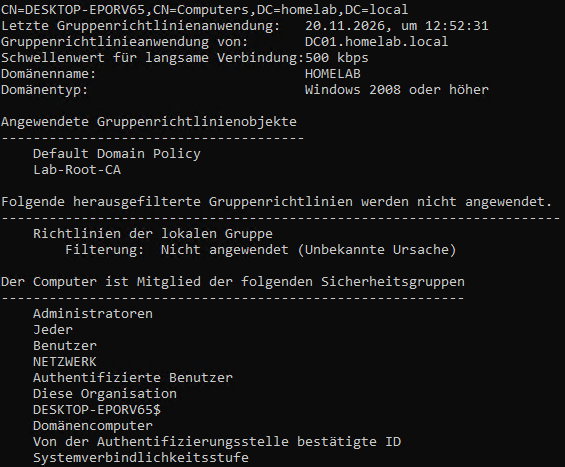 CN=DESKTOP-EPORV65,CN=Computers,DC=homelab,DC=local
Letzte Gruppenrichtlinienanwendung:   20.11.2026, um 12:52:31
Gruppenrichtlinieanwendung von:       DC01.homelab.local
Schwellenwert für langsame Verbindung:500 kbps
Domänenname:                          HOMELAB
Domänentyp:                           Windows 2008 oder höher
Angewendete Gruppenrichtlinienobjekte
--------------------------------------
Default Domain Policy
Lab-Root-CA
Folgende herausgefilterte Gruppenrichtlinien werden nicht angewendet.
----------------------------------------------------------------------
Richtlinien der lokalen Gruppe
Filterung:  Nicht angewendet (Unbekannte Ursache)
Der Computer ist Mitglied der folgenden Sicherheitsgruppen
----------------------------------------------------------
Administratoren
Jeder
Benutzer
NETZWERK
Authentifizierte Benutzer
Diese Organisation
DESKTOP-EPORV65$
Domänencomputer
Von der Authentifizierungsstelle bestätigte ID
Systemverbindlichkeitsstufe